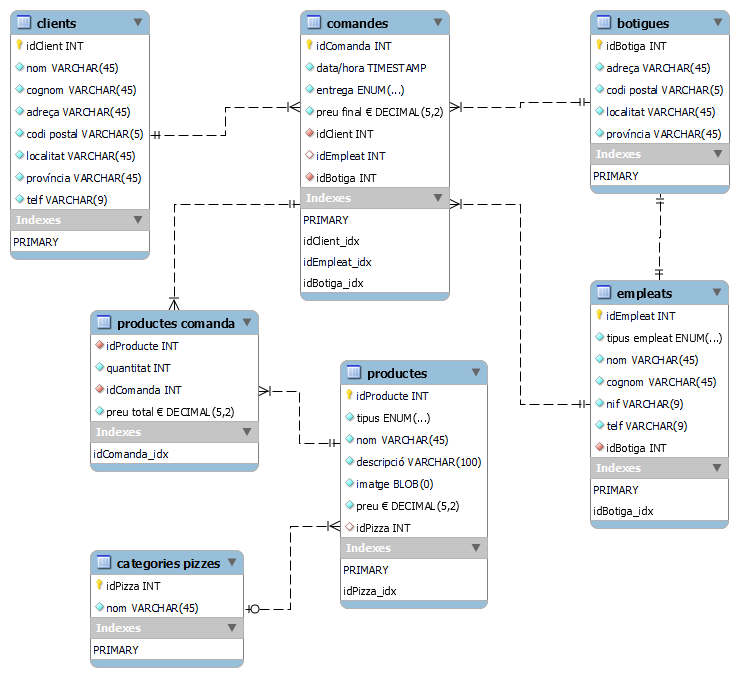 clients
idClient INT
nom VARCHAR(45)
cognom VARCHAR(45)
adreça VARCHAR(45)
codi postal VARCHAR(5)
localitat VARCHAR(45)
província VARCHAR(45)
telf VARCHAR(9)
Indexes
PRIMARY
comandes
idComanda INT
data/hora TIMESTAMP
entrega ENUM(...)
preu final € DECIMAL(5,2)
idClient INT
idEmpleat INT
idBotiga INT
Indexes
PRIMARY
idClient_idx
idEmpleat_idx
idBotiga_idx
botigues
idBotiga INT
adreça VARCHAR(45)
codi postal VARCHAR(5)
localitat VARCHAR(45)
província VARCHAR(45)
Indexes
PRIMARY
empleats
idEmpleat INT
tipus empleat ENUM(...)
nom VARCHAR(45)
cognom VARCHAR(45)
nif VARCHAR(9)
telf VARCHAR(9)
idBotiga INT
Indexes
PRIMARY
idBotiga_idx
productes comanda
idProducte INT
quantitat INT
idComanda INT
preu total € DECIMAL(5,2)
Indexes
idComanda_idx
productes
idProducte INT
tipus ENUM(...)
nom VARCHAR(45)
descripció VARCHAR(100)
imatge BLOB(0)
preu € DECIMAL(5,2)
idPizza INT
Indexes
PRIMARY
idPizza_idx
categories pizzes
idPizza INT
nom VARCHAR(45)
Indexes
PRIMARY